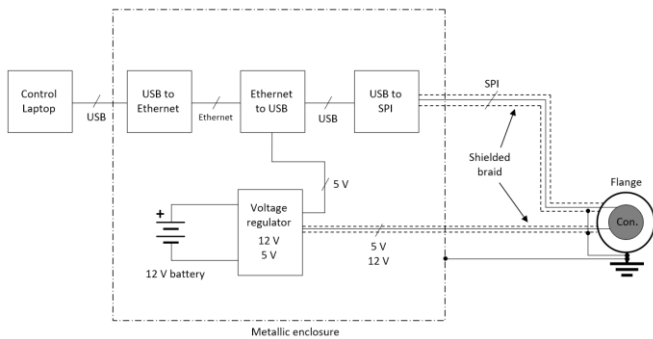 Control
Laptop
USB
USB to
Ethernet
Ethernet
Ethernet
to USB
USB
USB to
SPI
SPI
Shielded
braid
Flange
Con.
5 V
+
12 V battery
Voltage
regulator
12 V
5 V
5 V
12 V
Metallic enclosure